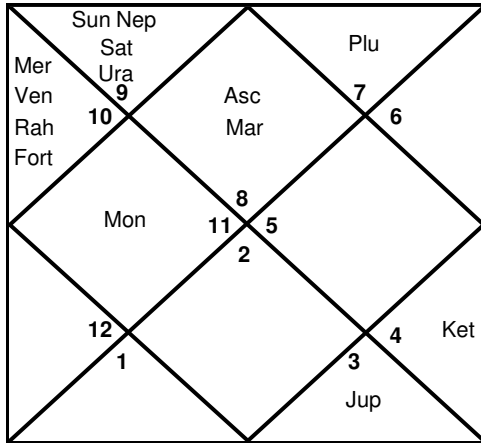 Sun Nep
Sat
Ura
9
Plu
7
Mer
Ven
Rah
Fort
10
Asc
Mar
6
Mon
8
11 5
2
12
1
4
3
Ket
Jup